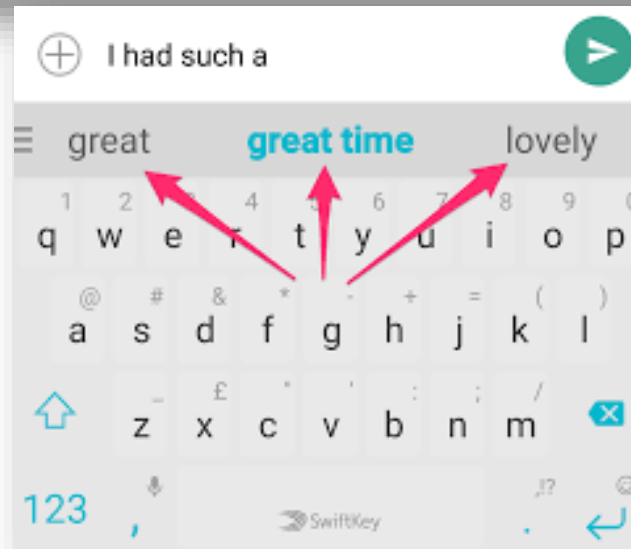 I had such a
great great time lovely
1 2 3 4 5 6 7 8 9 0
q w e r t y u i o p
@ # & * - + = ( )
a s d f g h j k l
_ £ " ' : ; /
z x c v b n m
123 , SwiftKey ,!? .